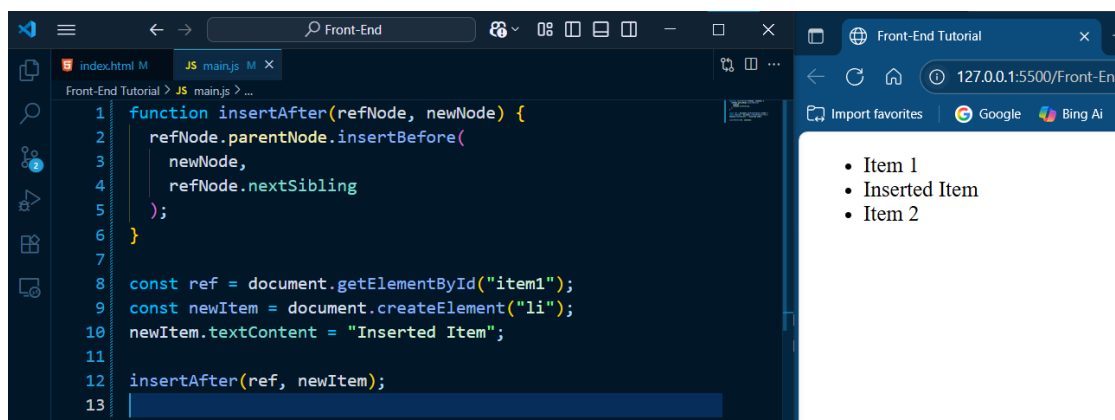 Front-End
index.html M
JS main.js M
Front-End Tutorial > JS main.js > ...
1 function insertAfter(refNode, newNode) {
2 refNode.parentNode.insertBefore(
3 newNode,
4 refNode.nextSibling
5 );
6 }
7
8 const ref = document.getElementById("item1");
9 const newItem = document.createElement("li");
10 newItem.textContent = "Inserted Item";
11
12 insertAfter(ref, newItem);
13
2
Front-End Tutorial
127.0.0.1:5500/Front-En
Import favorites
Google
Bing Ai
• Item 1
• Inserted Item
• Item 2